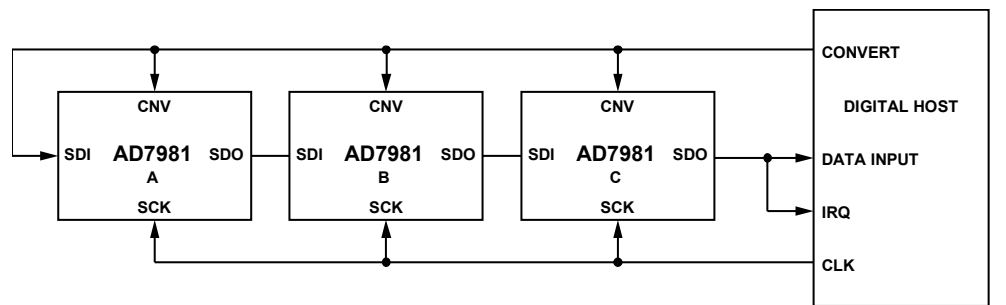 CONVERT
CNV CNV CNV
DIGITAL HOST
SDI AD7981 SDO SDI AD7981 SDO SDI AD7981 SDO DATA INPUT
A B C
SCK SCK SCK IRQ
CLK